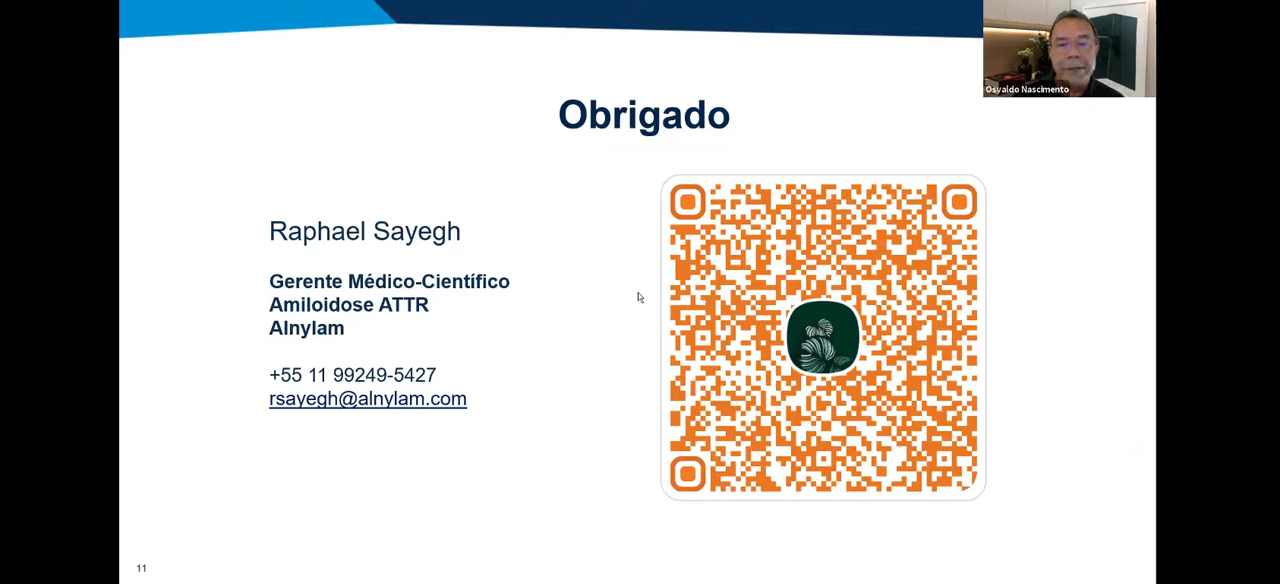 Osvaldo Nascimento
Obrigado
Raphael Sayegh
Gerente Médico-Científico
Amiloidose ATTR
Alnylam
+55 11 99249-5427
rsayegh@alnylam.com
11